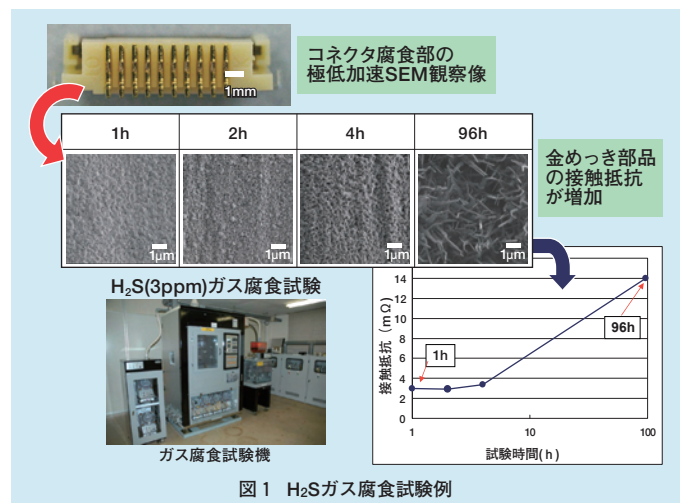 コネクタ腐食部の
極低加速SEM観察像
1mm
1h 2h 4h 96h
1μm 1μm 1μm 1μm
金めっき部品
の接触抵抗
が増加
H₂S(3ppm)ガス腐食試験
ガス腐食試験機
接触抵抗（mΩ）
14
12
10
8
6
4
2
0
1h
96h
1 10 100
試験時間(h)
図1 H₂Sガス腐食試験例